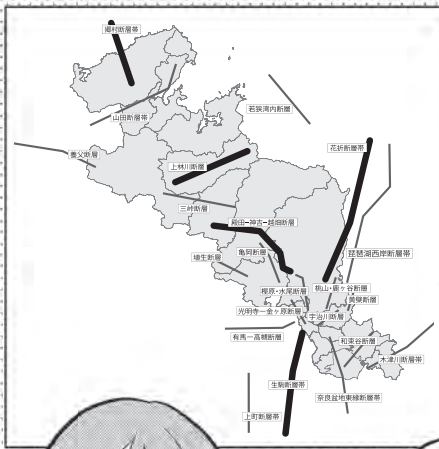 郷村断層帯
山田断層帯
若狭湾内断層
花折断層帯
養父断層
上林川断層
三峠断層
殿田－神吉－越畑断層
琵琶湖西岸断層帯
埴生断層
亀岡断層
樫原・水尾断層
桃山・鹿ヶ谷断層
黄檗断層
光明寺－金ヶ原断層
宇治川断層
有馬－高槻断層
和束谷断層
木津川断層帯
生駒断層帯
奈良盆地東縁断層帯
上町断層帯